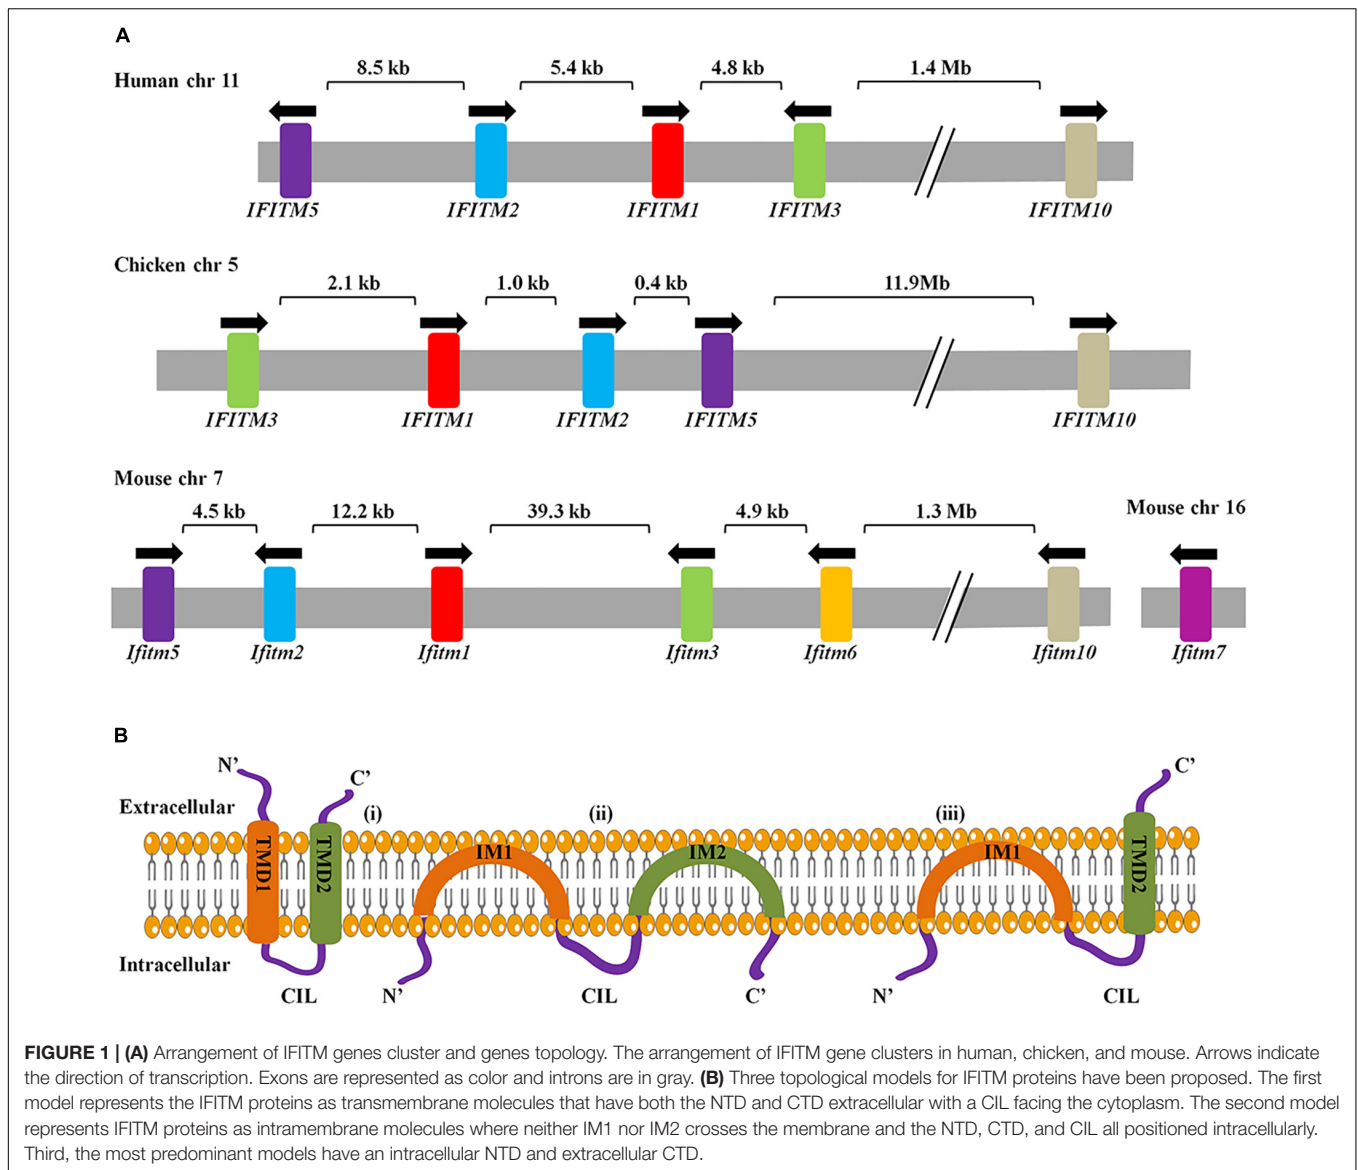 A
Human chr 11
8.5 kb 5.4 kb 4.8 kb 1.4 Mb
IFITM5 IFITM2 IFITM1 IFITM3 IFITM10
Chicken chr 5
2.1 kb 1.0 kb 0.4 kb 11.9Mb
IFITM3 IFITM1 IFITM2 IFITM5 IFITM10
Mouse chr 7
4.5 kb 12.2 kb 39.3 kb 4.9 kb 1.3 Mb Mouse chr 16
Ifitm5 Ifitm2 Ifitm1 Ifitm3 Ifitm6 Ifitm10 Ifitm7
B
N’ C’ C’
Extracellular (i) (ii) (iii)
TMD1 TMD2 IM1 IM2 IM1 TMD2
Intracellular
CIL N’ CIL C’ N’ CIL
FIGURE 1 | (A) Arrangement of IFITM genes cluster and genes topology. The arrangement of IFITM gene clusters in human, chicken, and mouse. Arrows indicate
the direction of transcription. Exons are represented as color and introns are in gray. (B) Three topological models for IFITM proteins have been proposed. The first
model represents the IFITM proteins as transmembrane molecules that have both the NTD and CTD extracellular with a CIL facing the cytoplasm. The second model
represents IFITM proteins as intramembrane molecules where neither IM1 nor IM2 crosses the membrane and the NTD, CTD, and CIL all positioned intracellularly.
Third, the most predominant models have an intracellular NTD and extracellular CTD.